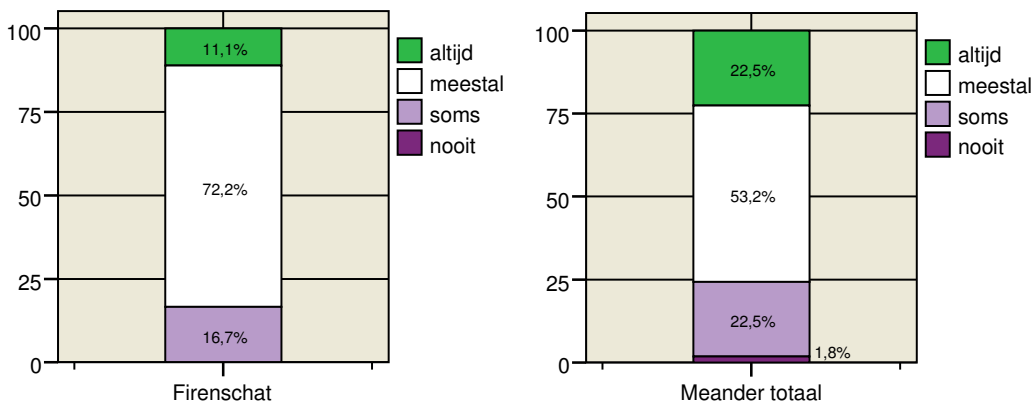 100
75
50
25
0
11,1%
72,2%
16,7%
Firenschat
altijd
meestal
soms
nooit
100
75
50
25
0
22,5%
53,2%
22,5%
1,8%
Meander totaal
altijd
meestal
soms
nooit